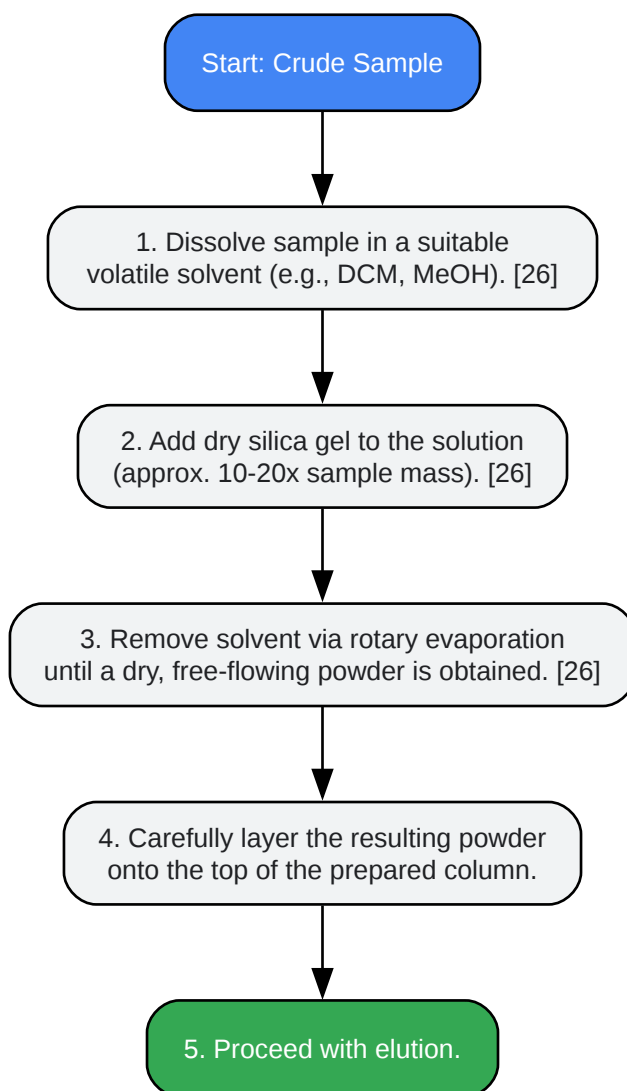 Start: Crude Sample
1. Dissolve sample in a suitable
volatile solvent (e.g., DCM, MeOH). [26]
2. Add dry silica gel to the solution
(approx. 10-20x sample mass). [26]
3. Remove solvent via rotary evaporation
until a dry, free-flowing powder is obtained. [26]
4. Carefully layer the resulting powder
onto the top of the prepared column.
5. Proceed with elution.